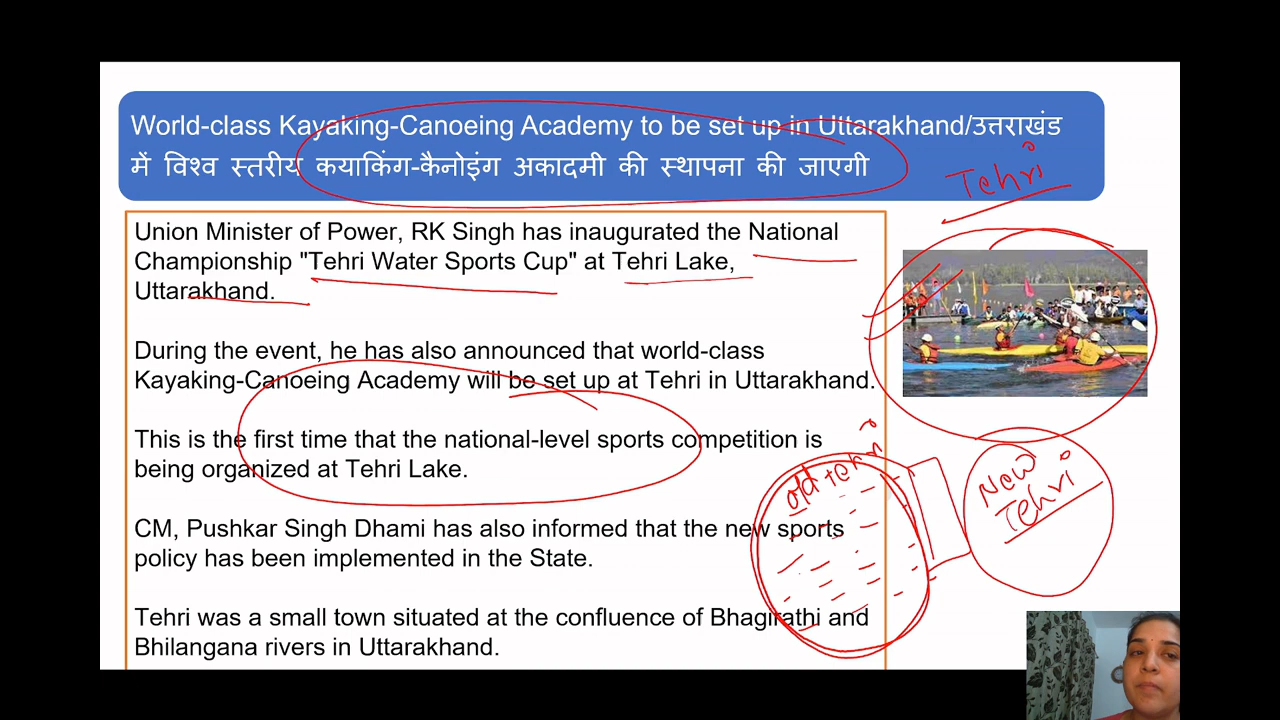 World-class Kayaking-Canoeing Academy to be set up in Uttarakhand/उत्तराखंड
में विश्व स्तरीय कयाकिंग-कैनोइंग अकादमी की स्थापना की जाएगी
Tehri
Union Minister of Power, RK Singh has inaugurated the National
Championship "Tehri Water Sports Cup" at Tehri Lake,
Uttarakhand.
During the event, he has also announced that world-class
Kayaking-Canoeing Academy will be set up at Tehri in Uttarakhand.
This is the first time that the national-level sports competition is
being organized at Tehri Lake.
old tehri
New
Tehri
CM, Pushkar Singh Dhami has also informed that the new sports
policy has been implemented in the State.
Tehri was a small town situated at the confluence of Bhagirathi and
Bhilangana rivers in Uttarakhand.